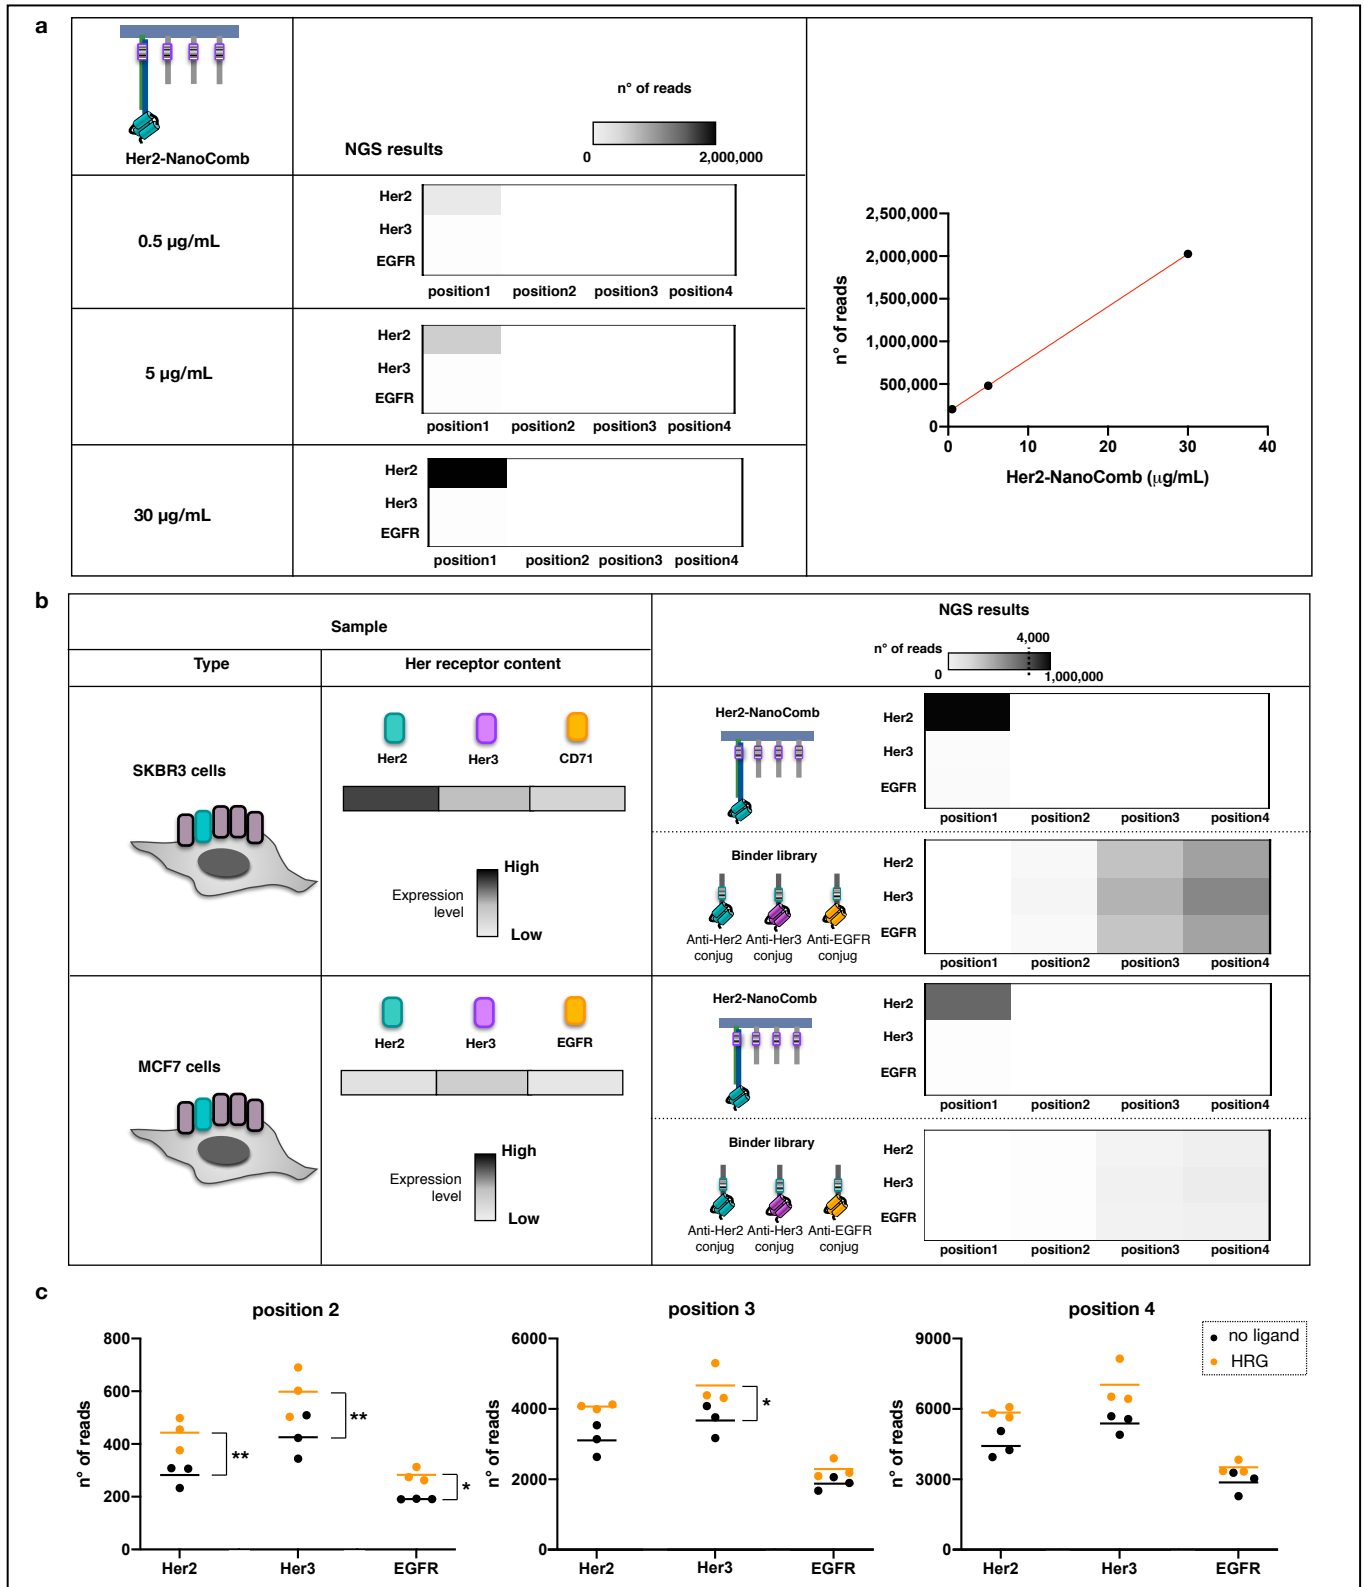 a
Her2-NanoComb
NGS results
n° of reads
0 2,000,000
0.5 µg/mL
Her2
Her3
EGFR
position1 position2 position3 position4
5 µg/mL
Her2
Her3
EGFR
position1 position2 position3 position4
30 µg/mL
Her2
Her3
EGFR
position1 position2 position3 position4
n° of reads
2,500,000
2,000,000
1,500,000
1,000,000
500,000
0
0 10 20 30 40
Her2-NanoComb (µg/mL)
b
Sample
Type Her receptor content
NGS results
n° of reads
4,000
0 1,000,000
SKBR3 cells
Her2 Her3 CD71
Expression level
High
Low
Her2-NanoComb
Her2
Her3
EGFR
position1 position2 position3 position4
Binder library
Anti-Her2 conjug Anti-Her3 conjug Anti-EGFR conjug
Her2
Her3
EGFR
position1 position2 position3 position4
MCF7 cells
Her2 Her3 EGFR
Expression level
High
Low
Her2-NanoComb
Her2
Her3
EGFR
position1 position2 position3 position4
Binder library
Anti-Her2 conjug Anti-Her3 conjug Anti-EGFR conjug
Her2
Her3
EGFR
position1 position2 position3 position4
c
position 2
n° of reads
800
600
400
200
0
** ** *
Her2 Her3 EGFR
position 3
n° of reads
6000
4000
2000
0
*
Her2 Her3 EGFR
position 4
n° of reads
9000
6000
3000
0
Her2 Her3 EGFR
no ligand
HRG